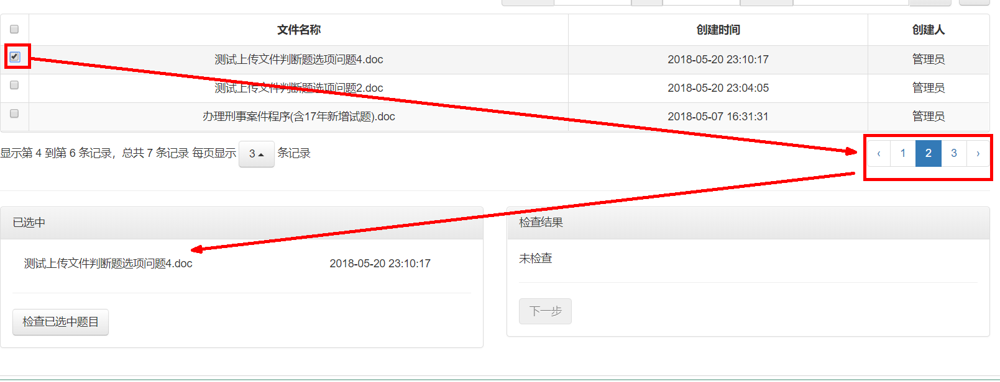 文件名称 创建时间 创建人
测试上传文件判断题选项问题4.doc 2018-05-20 23:10:17 管理员
测试上传文件判断题选项问题2.doc 2018-05-20 23:04:05 管理员
办理刑事案件程序(含17年新增试题).doc 2018-05-07 16:31:31 管理员
显示第 4 到第 6 条记录，总共 7 条记录 每页显示 3 条记录 ‹ 1 2 3 ›
已选中
测试上传文件判断题选项问题4.doc 2018-05-20 23:10:17
检查已选中题目
检查结果
未检查
下一步